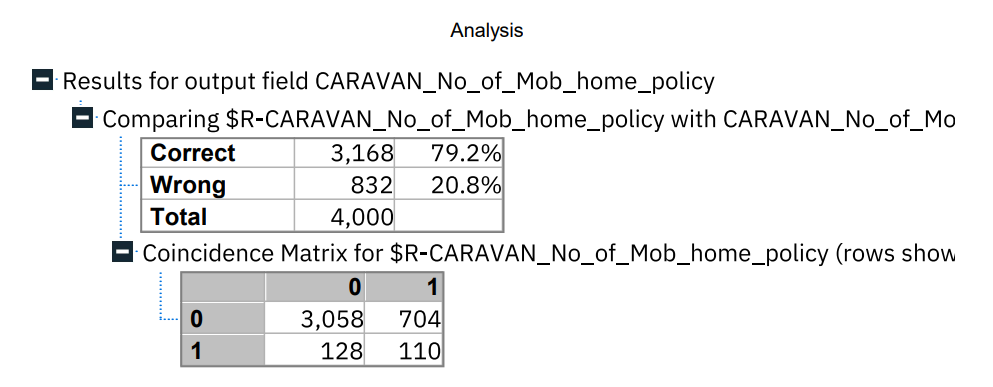 Analysis
Results for output field CARAVAN_No_of_Mob_home_policy
Comparing $R-CARAVAN_No_of_Mob_home_policy with CARAVAN_No_of_Mo
Correct 3,168 79.2%
Wrong 832 20.8%
Total 4,000
Coincidence Matrix for $R-CARAVAN_No_of_Mob_home_policy (rows show
0 1
0 3,058 704
1 128 110